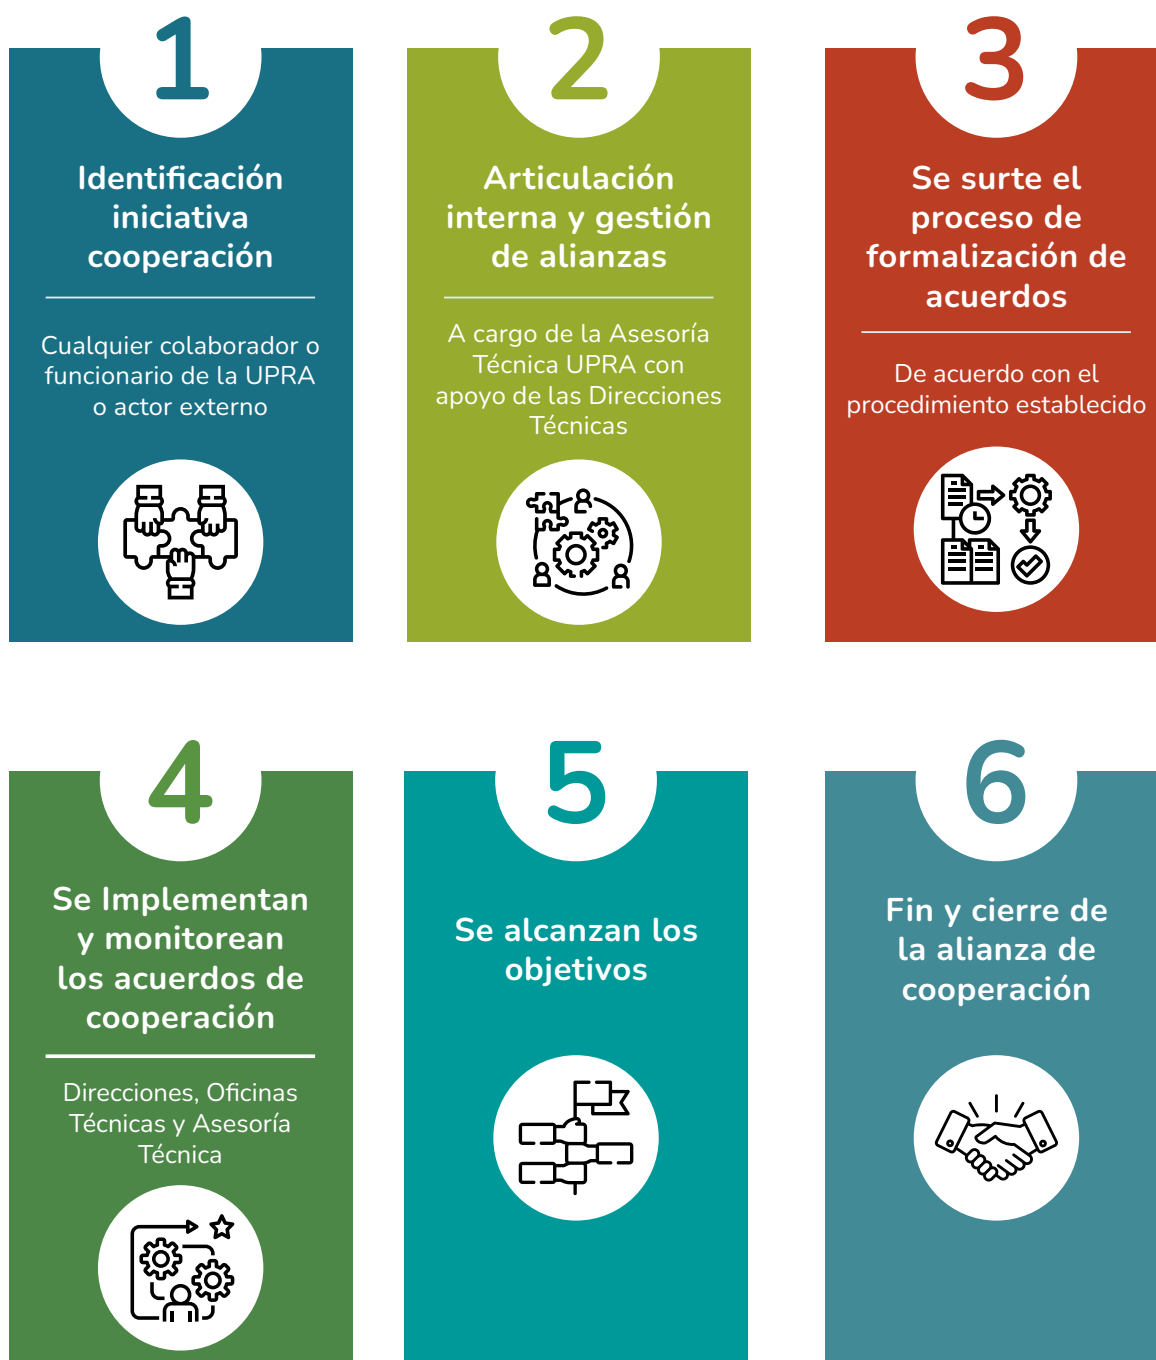 1
Identificación
iniciativa
cooperación
Cualquier colaborador o
funcionario de la UPRA
o actor externo
2
Articulación
interna y gestión
de alianzas
A cargo de la Asesoría
Técnica UPRA con
apoyo de las Direcciones
Técnicas
3
Se surte el
proceso de
formalización de
acuerdos
De acuerdo con el
procedimiento establecido
4
Se Implementan
y monitorean
los acuerdos de
cooperación
Direcciones, Oficinas
Técnicas y Asesoría
Técnica
5
Se alcanzan los
objetivos
6
Fin y cierre de
la alianza de
cooperación